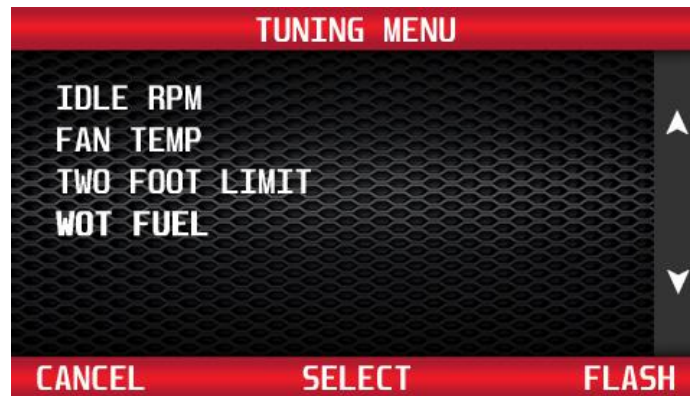 TUNING MENU
IDLE RPM
FAN TEMP
TWO FOOT LIMIT
WOT FUEL
CANCEL SELECT FLASH